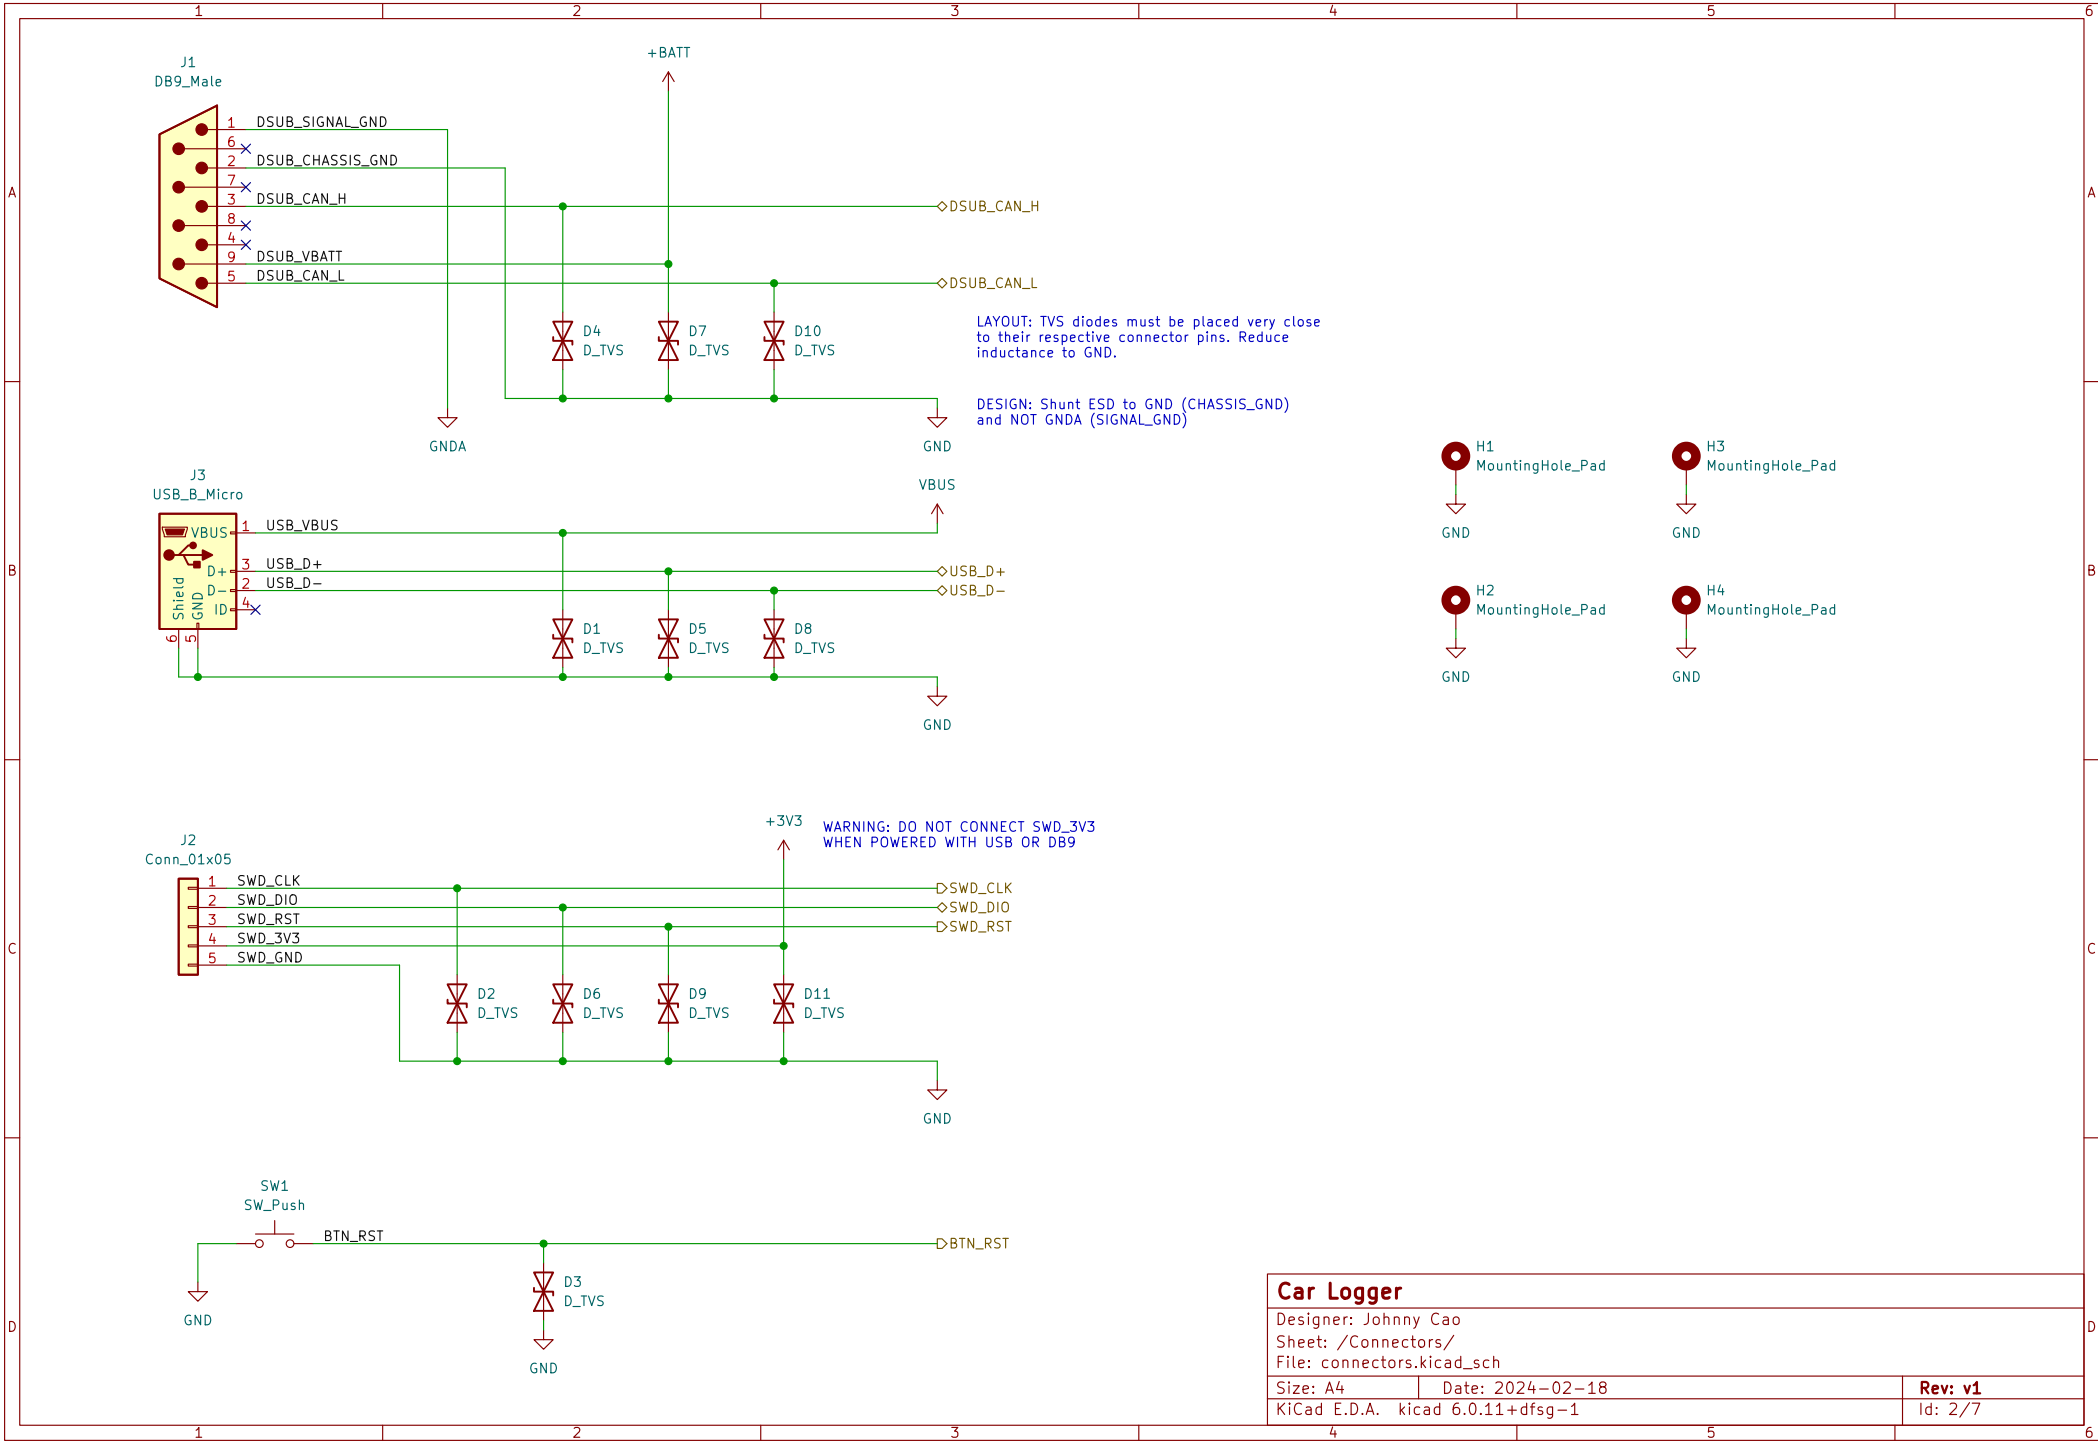 1 2 3 4 5 6
A
B
C
D
J1
DB9_Male
1 DSUB_SIGNAL_GND
6
2 DSUB_CHASSIS_GND
7
3 DSUB_CAN_H
8
4
9 DSUB_VBATT
5 DSUB_CAN_L
+BATT
DSUB_CAN_H
DSUB_CAN_L
D4
D_TVS
D7
D_TVS
D10
D_TVS
GNDA
GND
LAYOUT: TVS diodes must be placed very close
to their respective connector pins. Reduce
inductance to GND.
DESIGN: Shunt ESD to GND (CHASSIS_GND)
and NOT GNDA (SIGNAL_GND)
H1
MountingHole_Pad
GND
H3
MountingHole_Pad
GND
H2
MountingHole_Pad
GND
H4
MountingHole_Pad
GND
J3
USB_B_Micro
VBUS 1 USB_VBUS
D+ 3 USB_D+
D- 2 USB_D-
ID 4
Shield 6
GND 5
VBUS
USB_D+
USB_D-
D1
D_TVS
D5
D_TVS
D8
D_TVS
GND
J2
Conn_01x05
1 SWD_CLK
2 SWD_DIO
3 SWD_RST
4 SWD_3V3
5 SWD_GND
+3V3
WARNING: DO NOT CONNECT SWD_3V3
WHEN POWERED WITH USB OR DB9
SWD_CLK
SWD_DIO
SWD_RST
D2
D_TVS
D6
D_TVS
D9
D_TVS
D11
D_TVS
GND
SW1
SW_Push
BTN_RST
BTN_RST
GND
D3
D_TVS
GND
Car Logger
Designer: Johnny Cao
Sheet: /Connectors/
File: connectors.kicad_sch
Size: A4 Date: 2024-02-18 Rev: v1
KiCad E.D.A. kicad 6.0.11+dfsg-1 Id: 2/7
A
B
C
D
1 2 3 4 5 6